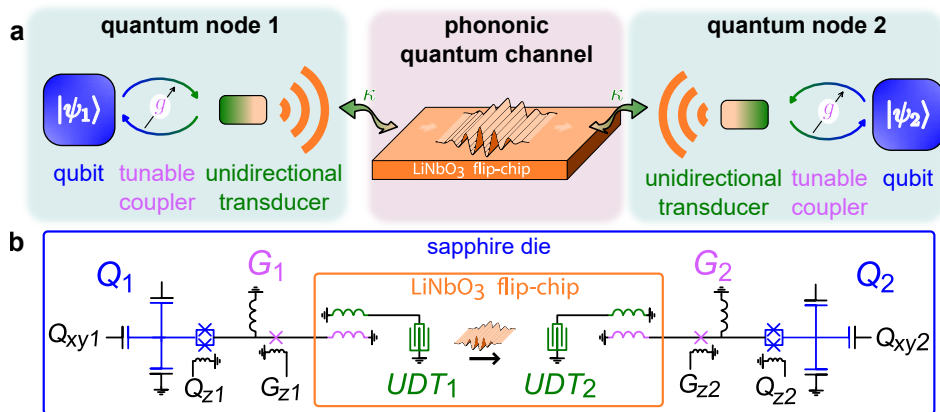 a
quantum node 1
phononic
quantum channel
quantum node 2
|ψ₁⟩
g
κ
κ
g
|ψ₂⟩
LiNbO₃ flip-chip
qubit
tunable
coupler
unidirectional
transducer
unidirectional
transducer
tunable
coupler
qubit
b
sapphire die
Q₁
G₁
LiNbO₃ flip-chip
G₂
Q₂
Qxy1
Qz1
Gz1
UDT₁
UDT₂
Gz2
Qz2
Qxy2